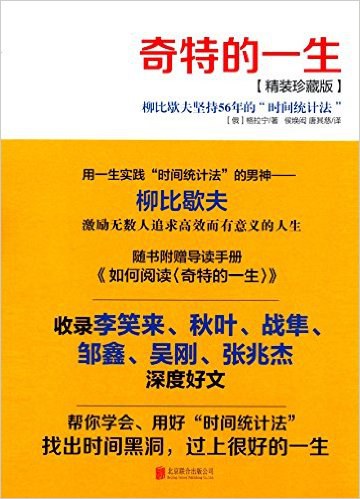 奇特的一生
【精装珍藏版】
柳比歇夫坚持56年的“时间统计法”
［俄］格拉宁/著 侯焕闳 唐其慈/译
用一生实践“时间统计法”的男神——
柳比歇夫
激励无数人追求高效而有意义的人生
随书附赠导读手册
《如何阅读〈奇特的一生〉》
收录李笑来、秋叶、战隼、
邹鑫、吴刚、张兆杰
深度好文
帮你学会、用好“时间统计法”
找出时间黑洞，过上很好的一生
北京联合出版公司